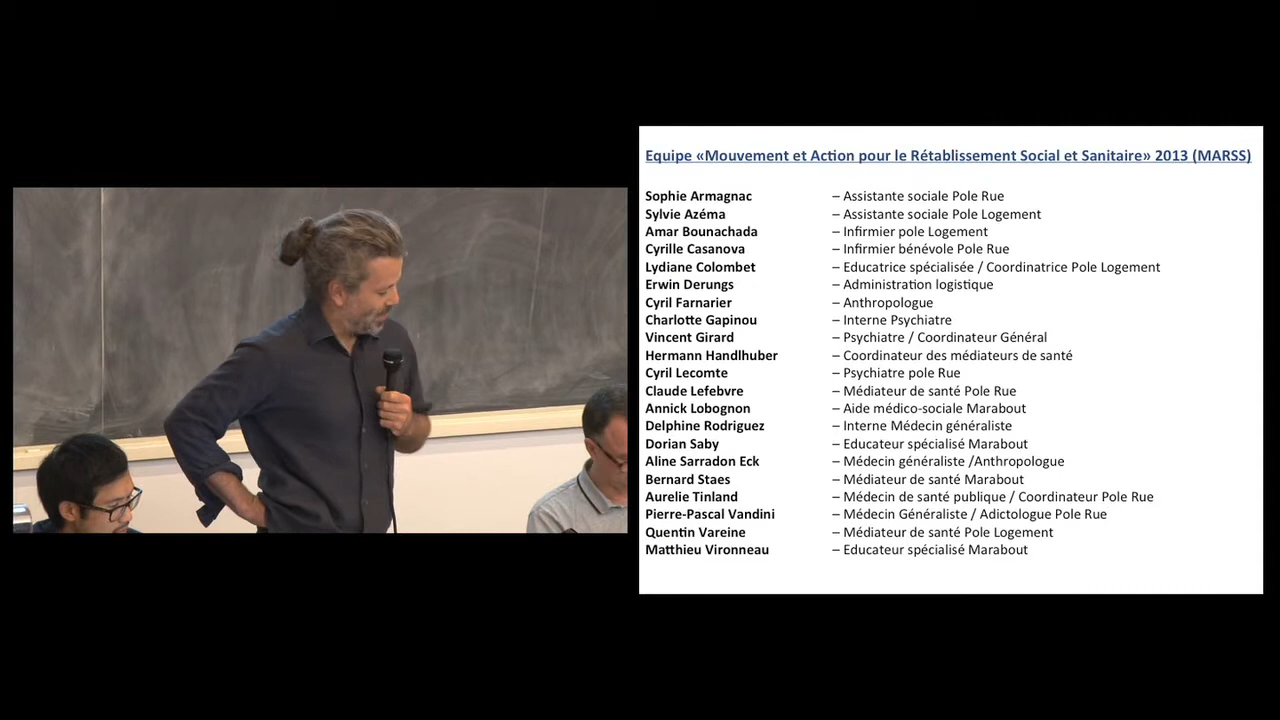 Equipe «Mouvement et Action pour le Rétablissement Social et Sanitaire» 2013 (MARSS)
Sophie Armagnac – Assistante sociale Pole Rue
Sylvie Azéma – Assistante sociale Pole Logement
Amar Bounachada – Infirmier pole Logement
Cyrille Casanova – Infirmier bénévole Pole Rue
Lydiane Colombet – Educatrice spécialisée / Coordinatrice Pole Logement
Erwin Derungs – Administration logistique
Cyril Farnarier – Anthropologue
Charlotte Gapinou – Interne Psychiatre
Vincent Girard – Psychiatre / Coordinateur Général
Hermann Handlhuber – Coordinateur des médiateurs de santé
Cyril Lecomte – Psychiatre pole Rue
Claude Lefebvre – Médiateur de santé Pole Rue
Annick Lobognon – Aide médico-sociale Marabout
Delphine Rodriguez – Interne Médecin généraliste
Dorian Saby – Educateur spécialisé Marabout
Aline Sarradon Eck – Médecin généraliste /Anthropologue
Bernard Staes – Médiateur de santé Marabout
Aurelie Tinland – Médecin de santé publique / Coordinateur Pole Rue
Pierre-Pascal Vandini – Médecin Généraliste / Adictologue Pole Rue
Quentin Vareine – Médiateur de santé Pole Logement
Matthieu Vironneau – Educateur spécialisé Marabout